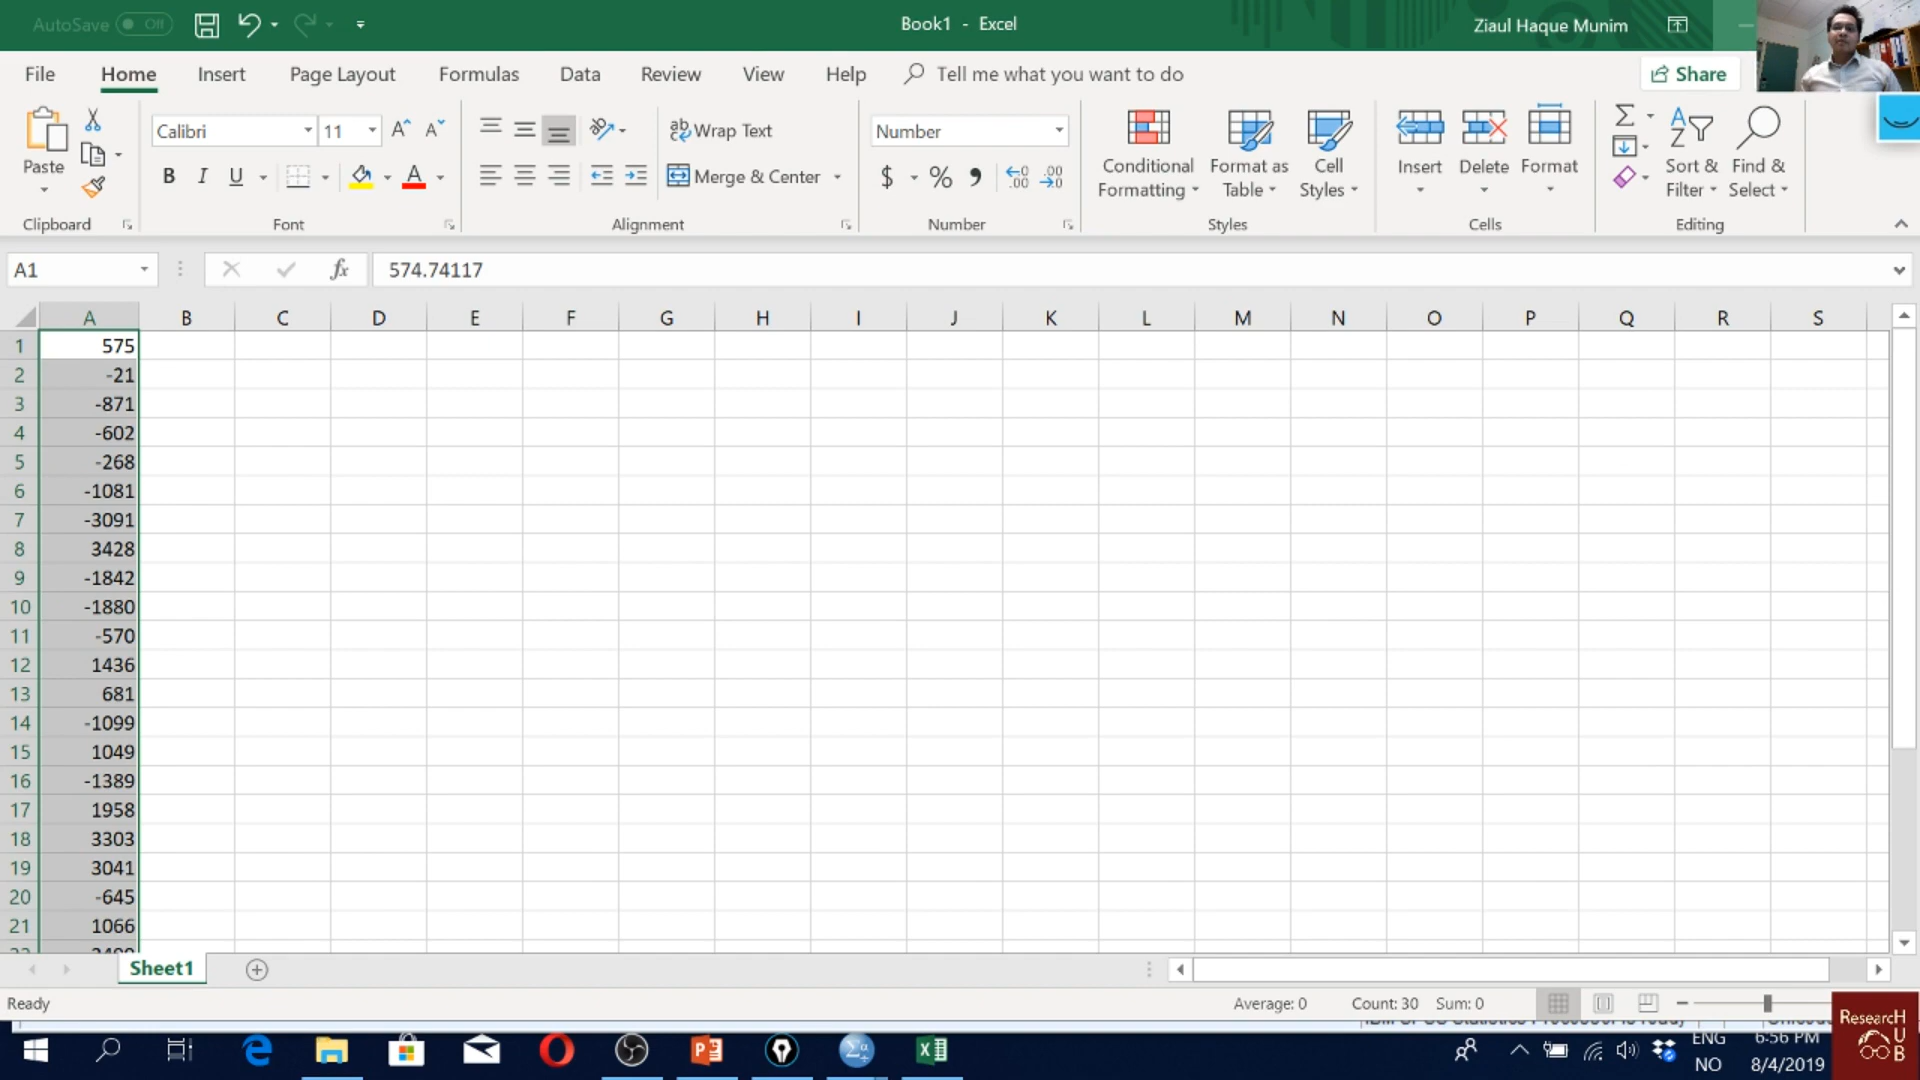 AutoSave Off
Book1 - Excel
Ziaul Haque Munim
File Home Insert Page Layout Formulas Data Review View Help Tell me what you want to do
Share
Paste
Clipboard
Calibri 11
B I U
Font
Wrap Text
Merge & Center
Alignment
Number
$ % , .00 .00
Number
Conditional Formatting
Format as Table
Cell Styles
Styles
Insert
Delete
Format
Cells
Sort & Filter
Find & Select
Editing
A1 fx 574.74117
A B C D E F G H I J K L M N O P Q R S
1 575
2 -21
3 -871
4 -602
5 -268
6 -1081
7 -3091
8 3428
9 -1842
10 -1880
11 -570
12 1436
13 681
14 -1099
15 1049
16 -1389
17 1958
18 3303
19 3041
20 -645
21 1066
Sheet1
Ready
Average: 0 Count: 30 Sum: 0
ENG
NO
6:56 PM
8/4/2019
ResearcH
HUB